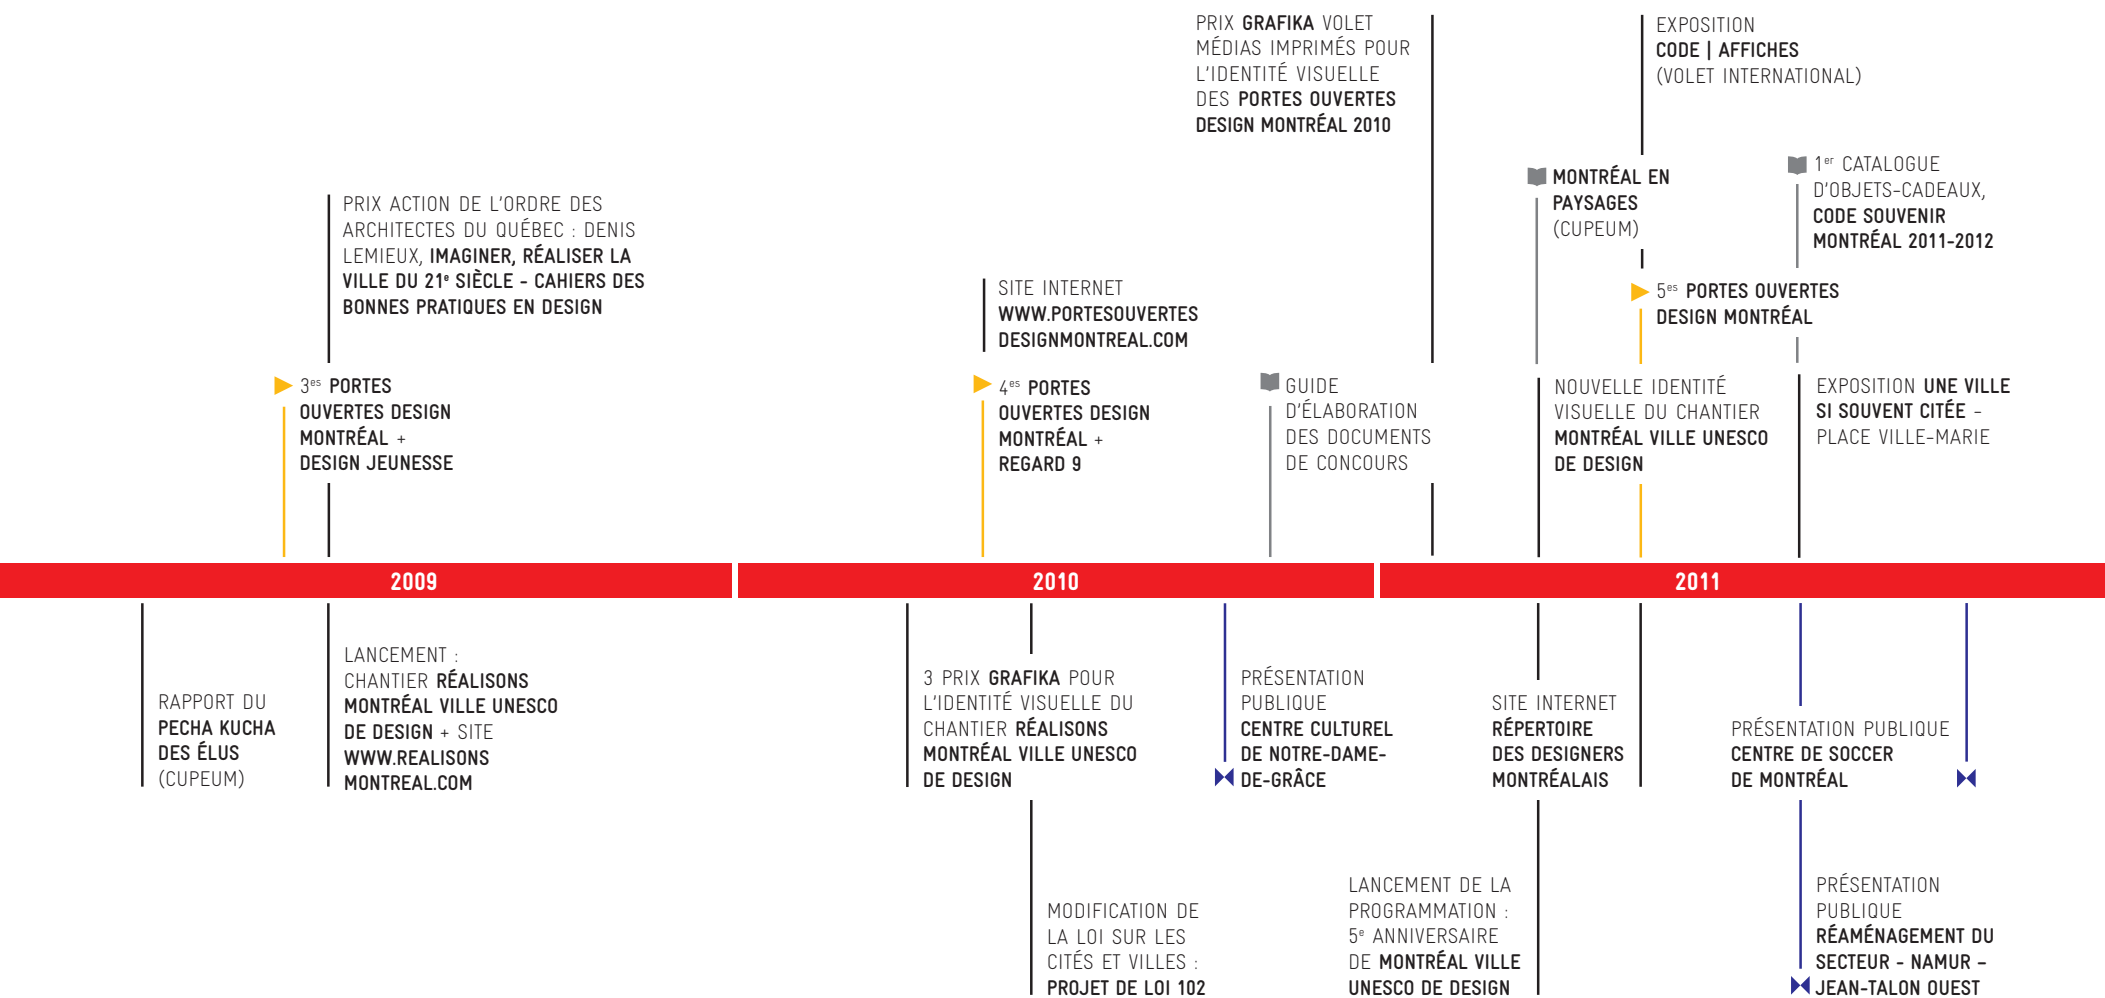 PRIX ACTION DE L'ORDRE DES
ARCHITECTES DU QUÉBEC : DENIS
LEMIEUX, IMAGINER, RÉALISER LA
VILLE DU 21e SIÈCLE - CAHIERS DES
BONNES PRATIQUES EN DESIGN
3es PORTES
OUVERTES DESIGN
MONTRÉAL +
DESIGN JEUNESSE
SITE INTERNET
WWW.PORTESOUVERTES
DESIGNMONTREAL.COM
4es PORTES
OUVERTES DESIGN
MONTRÉAL +
REGARD 9
PRIX GRAFIKA VOLET
MÉDIAS IMPRIMÉS POUR
L'IDENTITÉ VISUELLE
DES PORTES OUVERTES
DESIGN MONTRÉAL 2010
GUIDE
D'ÉLABORATION
DES DOCUMENTS
DE CONCOURS
EXPOSITION
CODE | AFFICHES
(VOLET INTERNATIONAL)
MONTRÉAL EN
PAYSAGES
(CUPEUM)
1er CATALOGUE
D'OBJETS-CADEAUX,
CODE SOUVENIR
MONTRÉAL 2011-2012
5es PORTES OUVERTES
DESIGN MONTRÉAL
NOUVELLE IDENTITÉ
VISUELLE DU CHANTIER
MONTRÉAL VILLE UNESCO
DE DESIGN
EXPOSITION UNE VILLE
SI SOUVENT CITÉE -
PLACE VILLE-MARIE
2009
2010
2011
RAPPORT DU
PECHA KUCHA
DES ÉLUS
(CUPEUM)
LANCEMENT :
CHANTIER RÉALISONS
MONTRÉAL VILLE UNESCO
DE DESIGN + SITE
WWW.REALISONS
MONTREAL.COM
3 PRIX GRAFIKA POUR
L'IDENTITÉ VISUELLE DU
CHANTIER RÉALISONS
MONTRÉAL VILLE UNESCO
DE DESIGN
MODIFICATION DE
LA LOI SUR LES
CITÉS ET VILLES :
PROJET DE LOI 102
PRÉSENTATION
PUBLIQUE
CENTRE CULTUREL
DE NOTRE-DAME-
DE-GRÂCE
SITE INTERNET
RÉPERTOIRE
DES DESIGNERS
MONTRÉALAIS
LANCEMENT DE LA
PROGRAMMATION :
5e ANNIVERSAIRE
DE MONTRÉAL VILLE
UNESCO DE DESIGN
PRÉSENTATION PUBLIQUE
CENTRE DE SOCCER
DE MONTRÉAL
PRÉSENTATION
PUBLIQUE
RÉAMÉNAGEMENT DU
SECTEUR - NAMUR –
JEAN-TALON OUEST